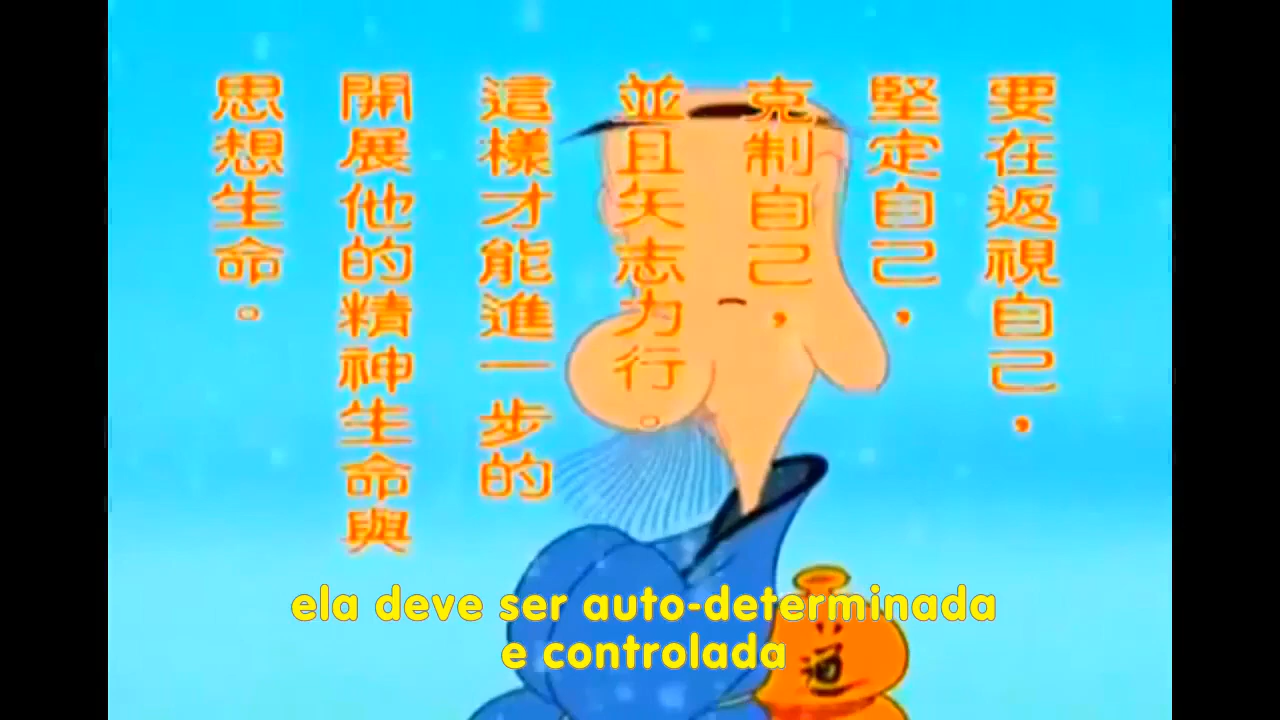 要在返視自己，
堅定自己，
克制自己，
並且矢志力行。
這樣才能進一步的
開展他的精神生命與
思想生命。
ela deve ser auto-determinada
e controlada
酒